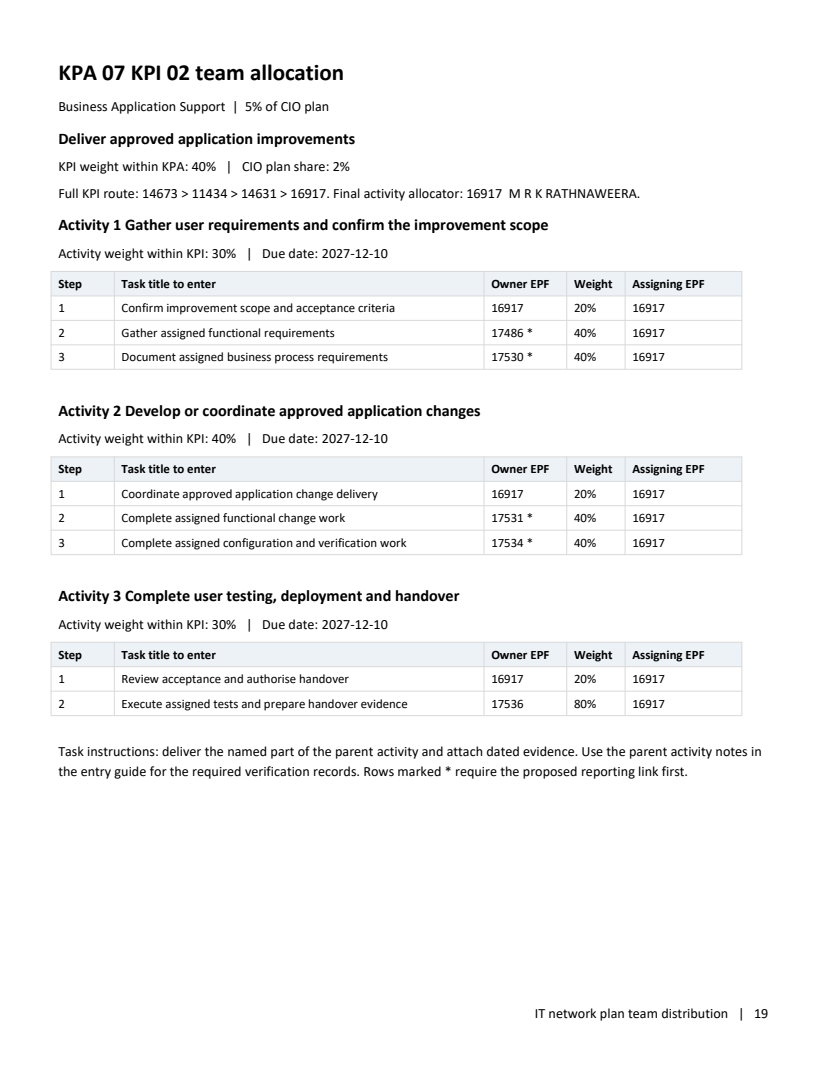 KPA 07 KPI 02 team allocation
Business Application Support | 5% of CIO plan
Deliver approved application improvements
KPI weight within KPA: 40% | CIO plan share: 2%
Full KPI route: 14673 > 11434 > 14631 > 16917. Final activity allocator: 16917 M R K RATHNAWEERA.
Activity 1 Gather user requirements and confirm the improvement scope
Activity weight within KPI: 30% | Due date: 2027-12-10
Step Task title to enter Owner EPF Weight Assigning EPF
1 Confirm improvement scope and acceptance criteria 16917 20% 16917
2 Gather assigned functional requirements 17486 * 40% 16917
3 Document assigned business process requirements 17530 * 40% 16917
Activity 2 Develop or coordinate approved application changes
Activity weight within KPI: 40% | Due date: 2027-12-10
Step Task title to enter Owner EPF Weight Assigning EPF
1 Coordinate approved application change delivery 16917 20% 16917
2 Complete assigned functional change work 17531 * 40% 16917
3 Complete assigned configuration and verification work 17534 * 40% 16917
Activity 3 Complete user testing, deployment and handover
Activity weight within KPI: 30% | Due date: 2027-12-10
Step Task title to enter Owner EPF Weight Assigning EPF
1 Review acceptance and authorise handover 16917 20% 16917
2 Execute assigned tests and prepare handover evidence 17536 80% 16917
Task instructions: deliver the named part of the parent activity and attach dated evidence. Use the parent activity notes in
the entry guide for the required verification records. Rows marked * require the proposed reporting link first.
IT network plan team distribution | 19